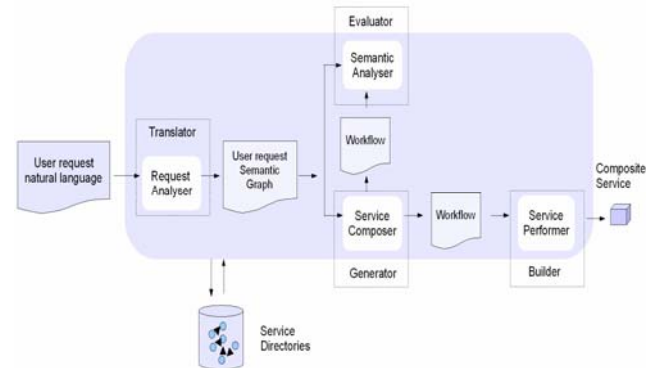 Evaluator
Semantic
Analyser
Translator
User request
natural language
Request
Analyser
User request
Semantic
Graph
Workflow
Service
Composer
Generator
Workflow
Service
Performer
Builder
Composite
Service
Service
Directories